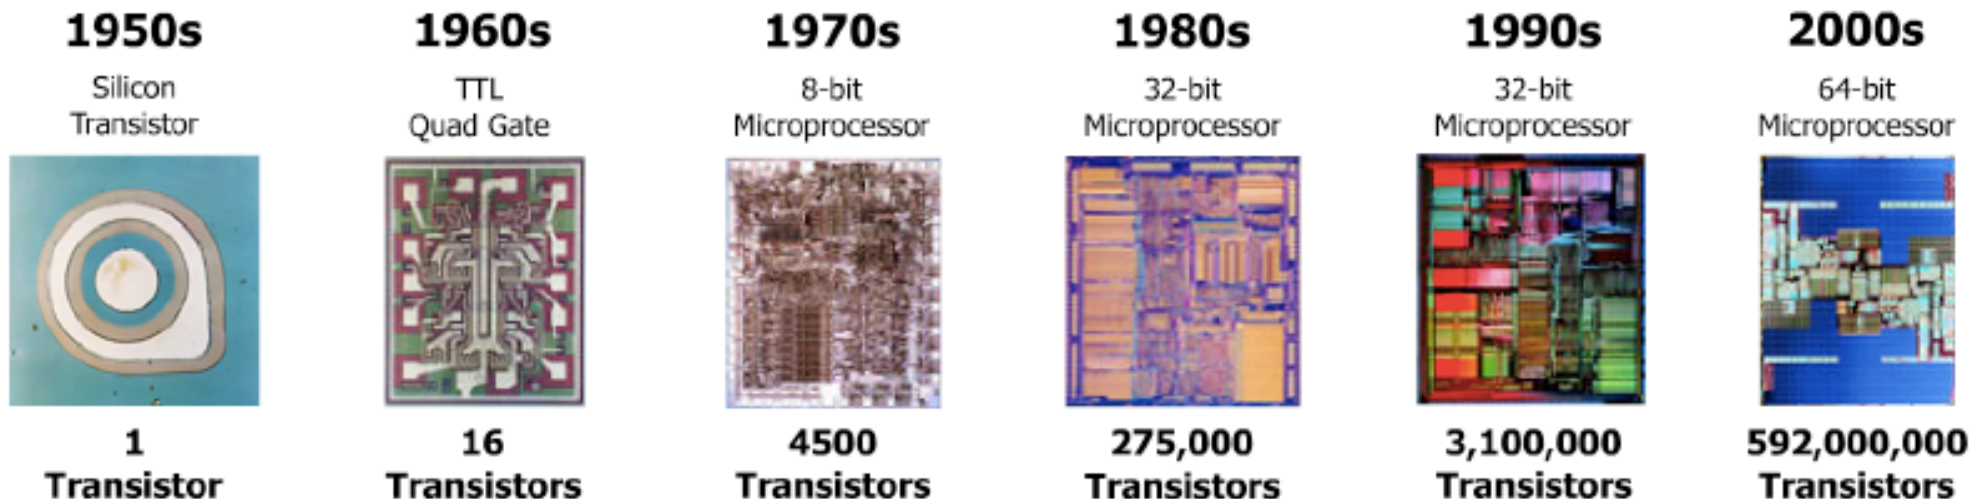 1950s
Silicon
Transistor
1
Transistor
1960s
TTL
Quad Gate
16
Transistors
1970s
8-bit
Microprocessor
4500
Transistors
1980s
32-bit
Microprocessor
275,000
Transistors
1990s
32-bit
Microprocessor
3,100,000
Transistors
2000s
64-bit
Microprocessor
592,000,000
Transistors